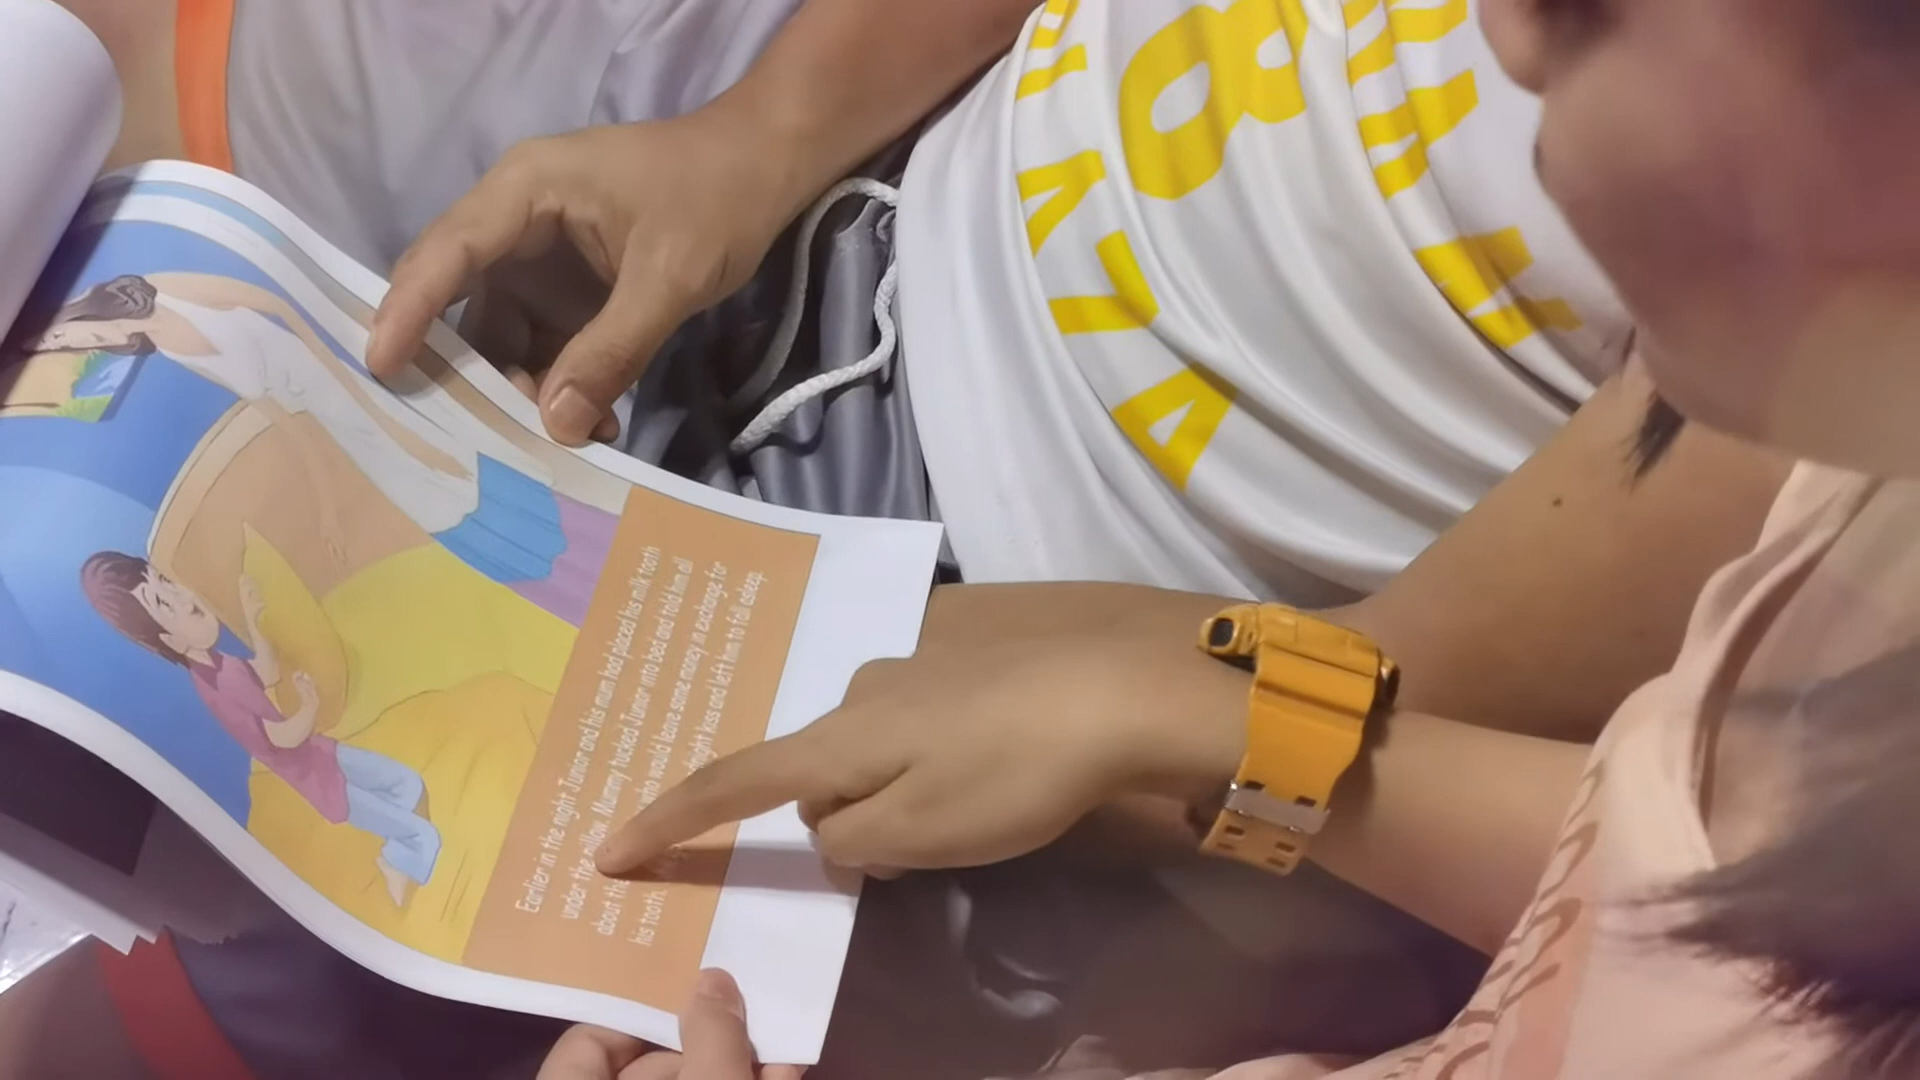 Earlier in the night Junior and his mum had placed his milk tooth
under the pillow. Mummy tucked Junior into bed and told him all
about the who would leave some money in exchange for
his tooth. night kiss and left him to fall asleep.